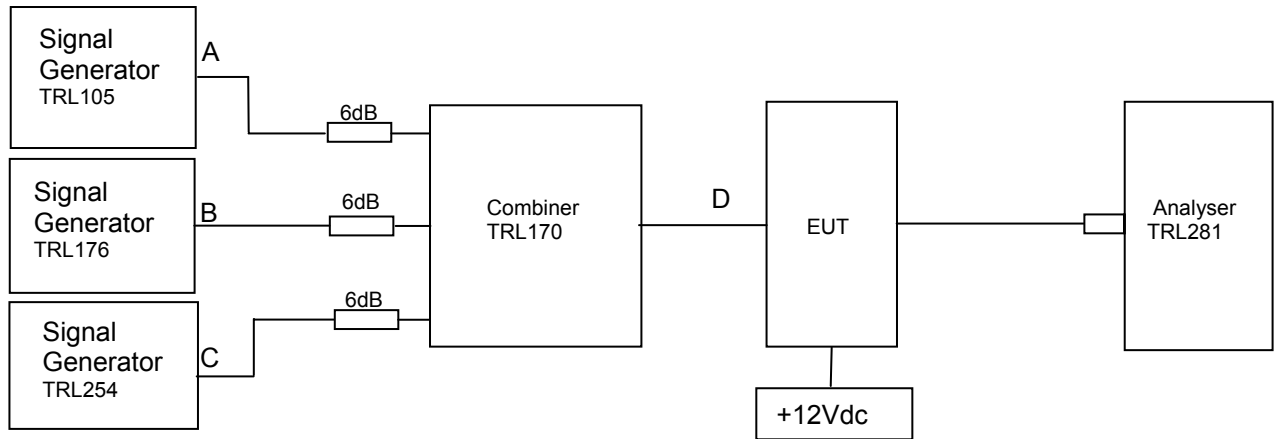 Signal
Generator
TRL105
A
6dB
Signal
Generator
TRL176
B
6dB
Signal
Generator
TRL254
C
6dB
Combiner
TRL170
D
EUT
+12Vdc
Analyser
TRL281